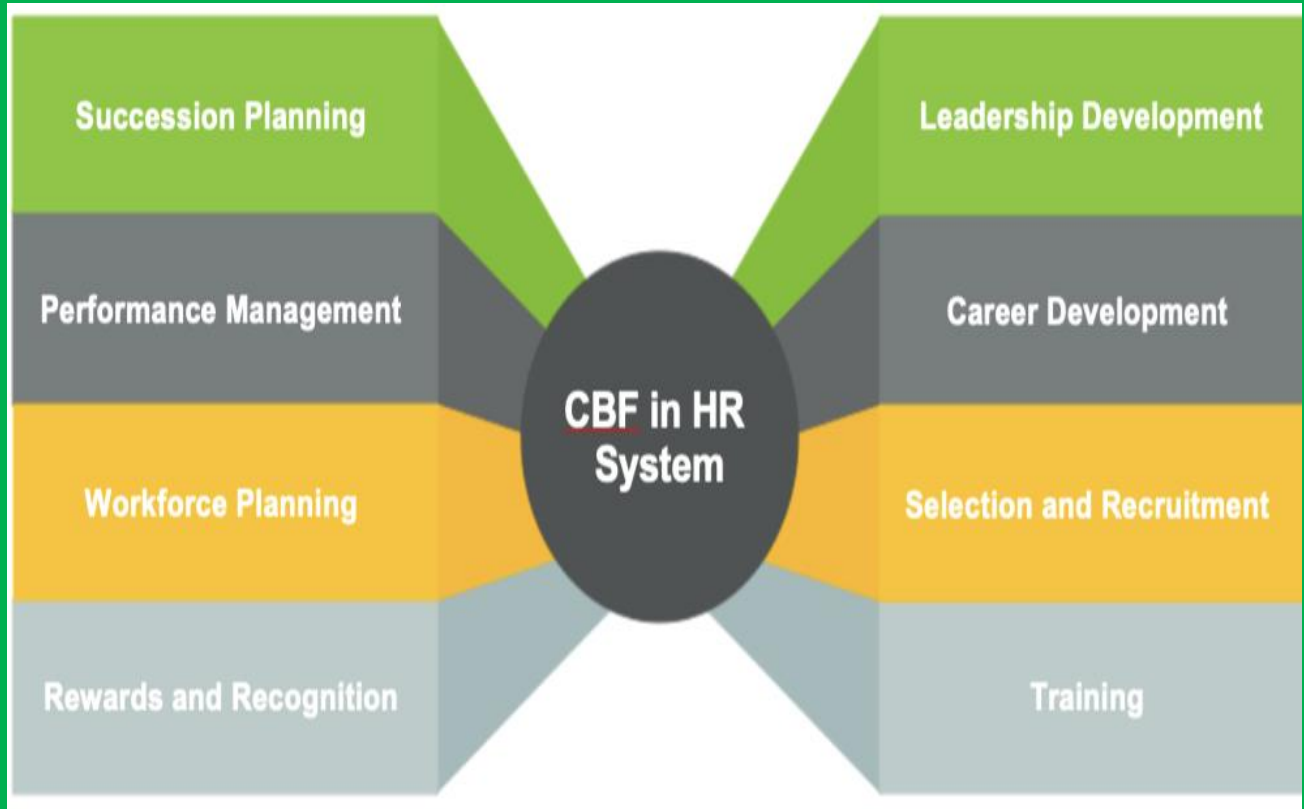 Succession Planning
Leadership Development
Performance Management
Career Development
CBF in HR
System
Workforce Planning
Selection and Recruitment
Rewards and Recognition
Training